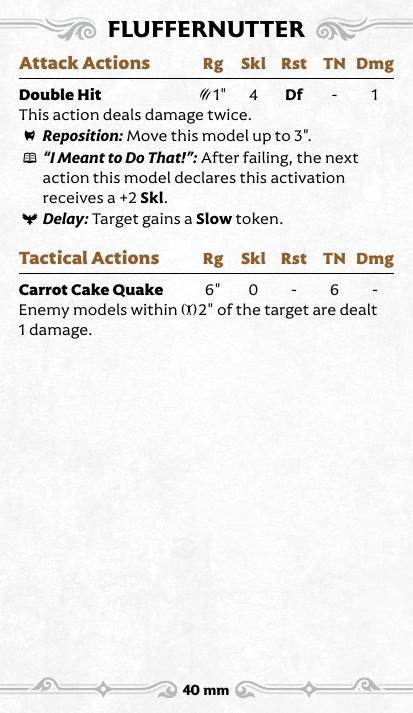 FLUFFERNUTTER
Attack Actions Rg Skl Rst TN Dmg
Double Hit 1" 4 Df - 1
This action deals damage twice.
Reposition: Move this model up to 3".
“I Meant to Do That!”: After failing, the next
action this model declares this activation
receives a +2 Skl.
Delay: Target gains a Slow token.
Tactical Actions Rg Skl Rst TN Dmg
Carrot Cake Quake 6" 0 - 6 -
Enemy models within 2" of the target are dealt
1 damage.
40 mm